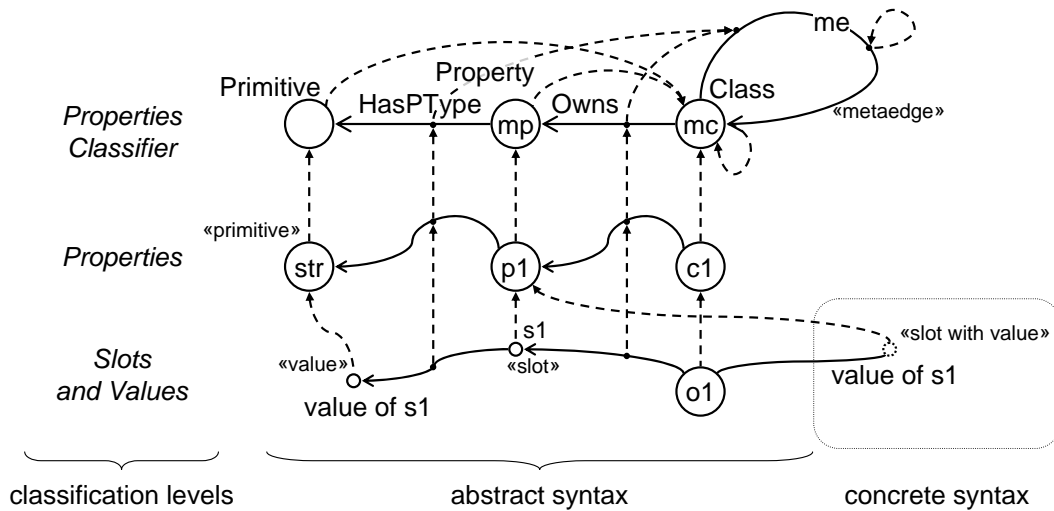 me
Primitive
Property
HasPType
Owns
Class
«metaedge»
Properties
Classifier
mp
mc
«primitive»
Properties
str
p1
c1
s1
«slot with value»
Slots
and Values
«value»
«slot»
value of s1
o1
value of s1
classification levels
abstract syntax
concrete syntax